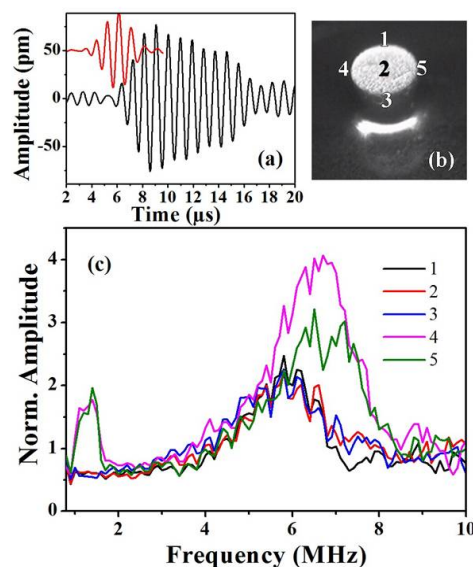 (a)
Amplitude (pm)
50
0
-50
2 4 6 8 10 12 14 16 18 20
Time (µs)
(b)
1
4 2 5
3
(c)
Norm. Amplitude
4
3
2
1
0
1
2
3
4
5
2 4 6 8 10
Frequency (MHz)